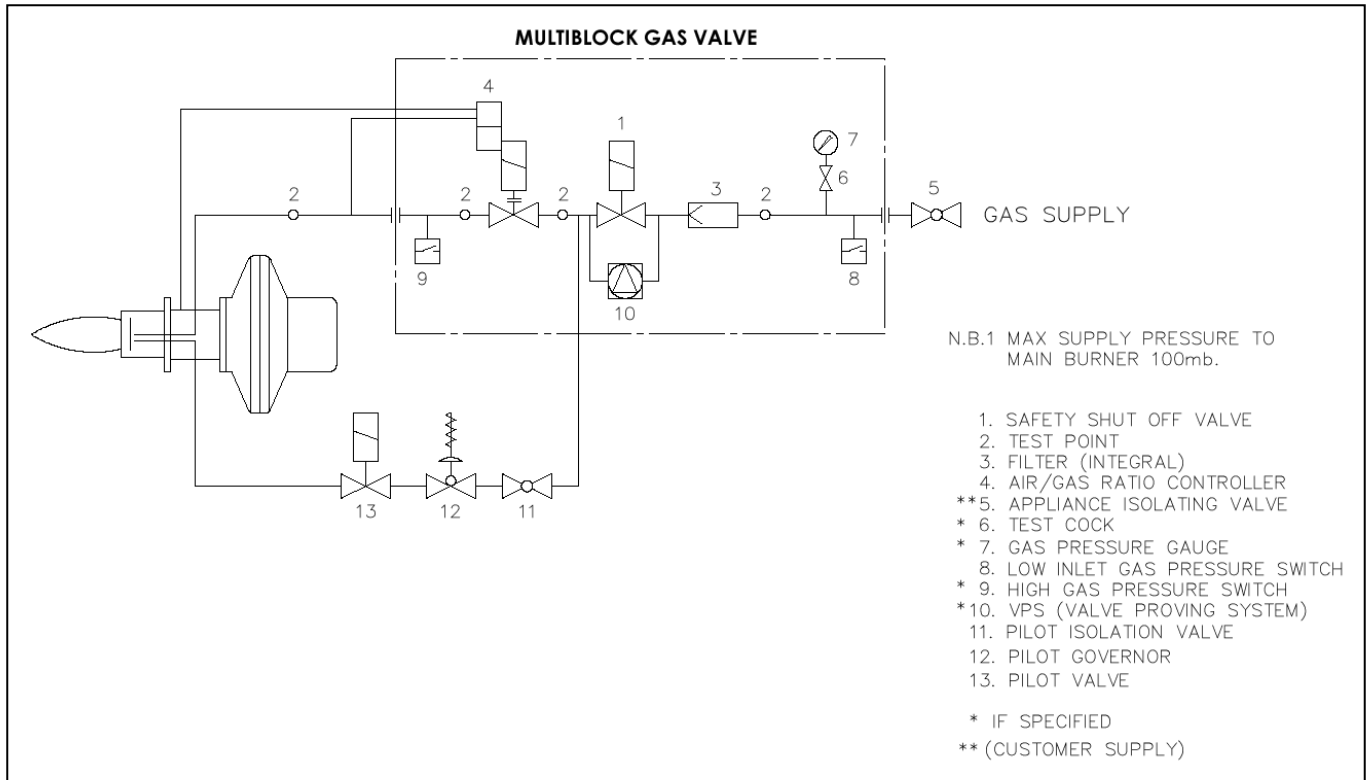 MULTIBLOCK GAS VALVE
4
1
7
6
2
2
2
3
2
5
GAS SUPPLY
9
10
8
N.B.1 MAX SUPPLY PRESSURE TO
MAIN BURNER 100mb.
13
12
11
1. SAFETY SHUT OFF VALVE
2. TEST POINT
3. FILTER (INTEGRAL)
4. AIR/GAS RATIO CONTROLLER
**5. APPLIANCE ISOLATING VALVE
* 6. TEST COCK
* 7. GAS PRESSURE GAUGE
8. LOW INLET GAS PRESSURE SWITCH
* 9. HIGH GAS PRESSURE SWITCH
*10. VPS (VALVE PROVING SYSTEM)
11. PILOT ISOLATION VALVE
12. PILOT GOVERNOR
13. PILOT VALVE
* IF SPECIFIED
** (CUSTOMER SUPPLY)